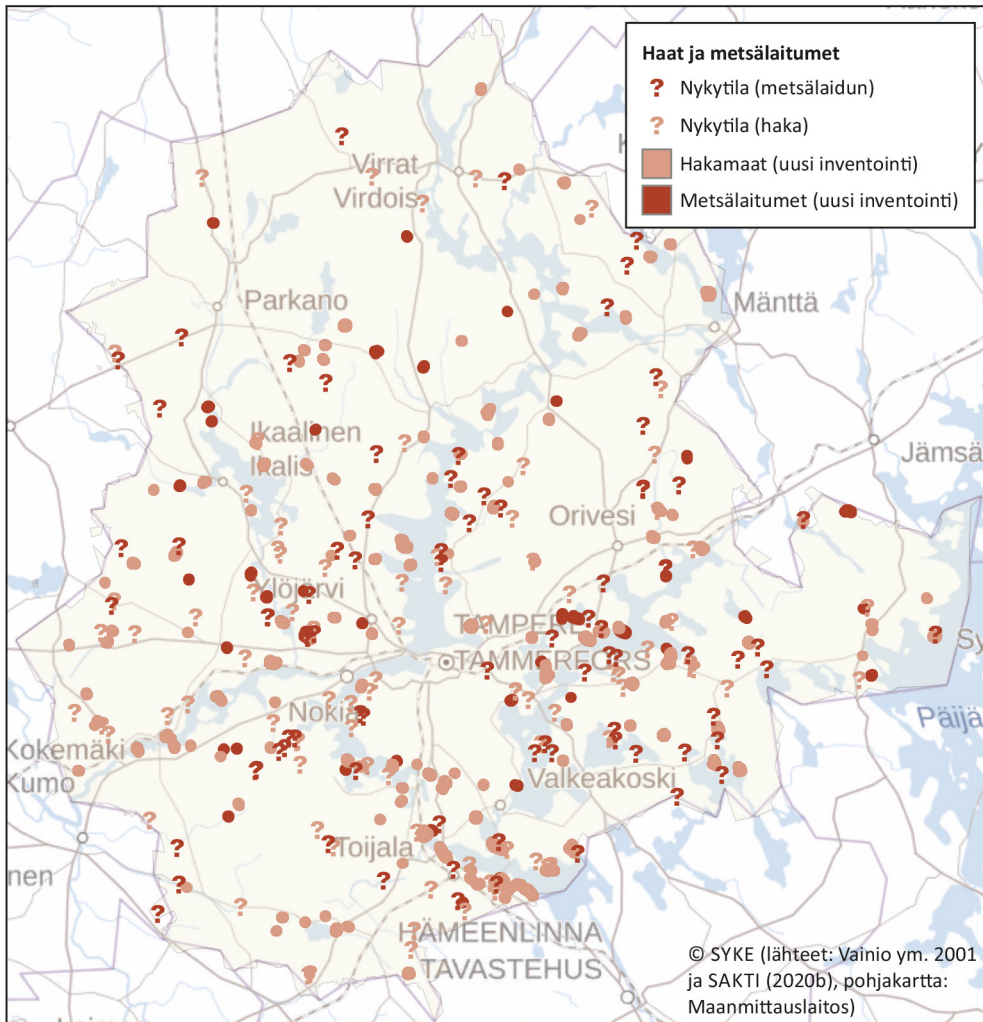 Haat ja metsälaitumet
? Nykytila (metsälaidun)
? Nykytila (haka)
Hakamaat (uusi inventointi)
Metsälaitumet (uusi inventointi)
Virrat
Virdois
Parkano
Mänttä
Ikaalinen
Ikalis
Jämsä
Orivesi
Ylöjärvi
TAMPERE
TAMMERFORS
Sy
Nokia
Päijä
Kokemäki
Kumo
Valkeakoski
Toijala
nen
HÄMEENLINNA
TAVASTEHUS
© SYKE (lähteet: Vainio ym. 2001
ja SAKTI (2020b), pohjakartta:
Maanmittauslaitos)